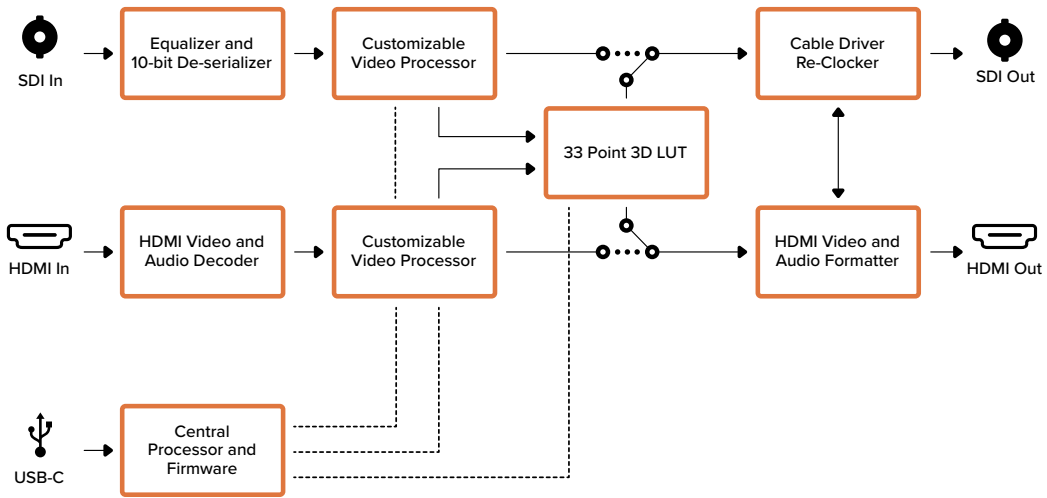 SDI In
Equalizer and
10-bit De-serializer
Customizable
Video Processor
Cable Driver
Re-Clocker
SDI Out
33 Point 3D LUT
HDMI In
HDMI Video and
Audio Decoder
Customizable
Video Processor
HDMI Video and
Audio Formatter
HDMI Out
USB-C
Central
Processor and
Firmware